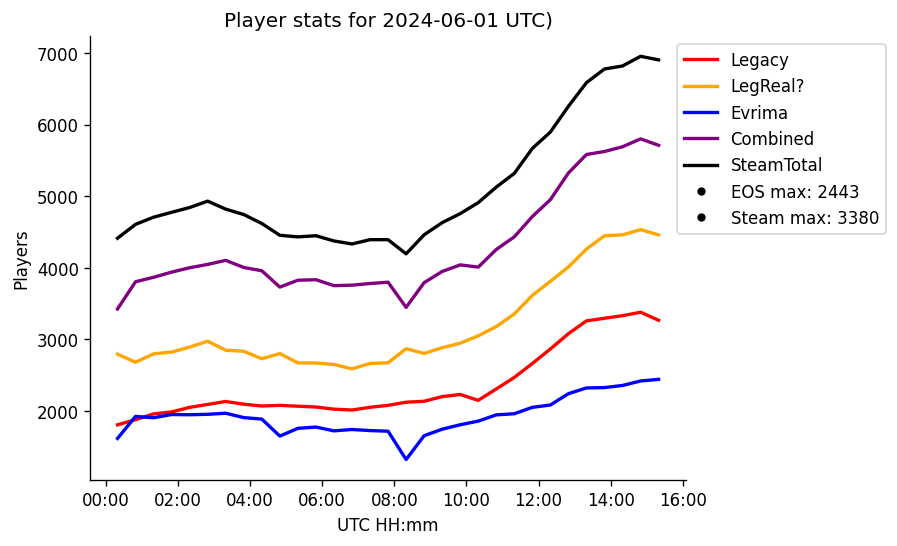 Player stats for 2024-06-01 UTC)
7000
6000
5000
4000
3000
2000
Players
00:00 02:00 04:00 06:00 08:00 10:00 12:00 14:00 16:00
UTC HH:mm
Legacy
LegReal?
Evrima
Combined
SteamTotal
EOS max: 2443
Steam max: 3380